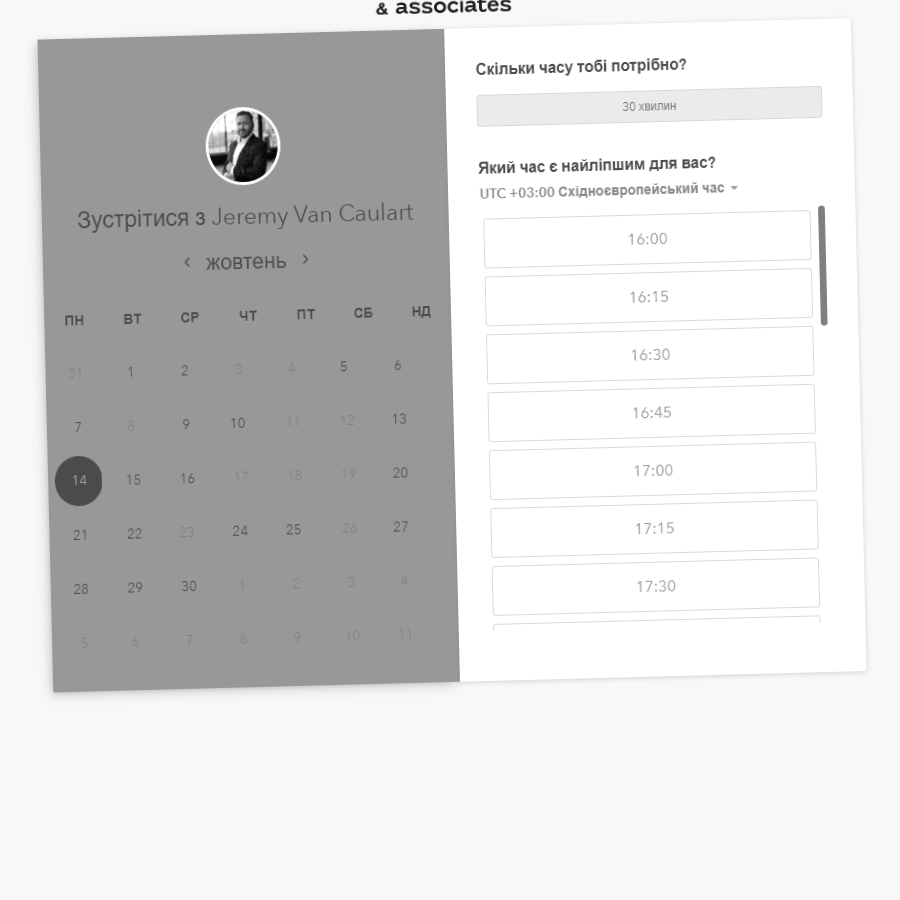 & associates
Зустрітися з Jeremy Van Caulart
‹ жовтень ›
ПН ВТ СР ЧТ ПТ СБ НД
31 1 2 3 4 5 6
7 8 9 10 11 12 13
14 15 16 17 18 19 20
21 22 23 24 25 26 27
28 29 30 1 2 3 4
5 6 7 8 9 10 11
Скільки часу тобі потрібно?
30 хвилин
Який час є найліпшим для вас?
UTC +03:00 Східноєвропейський час
16:00
16:15
16:30
16:45
17:00
17:15
17:30